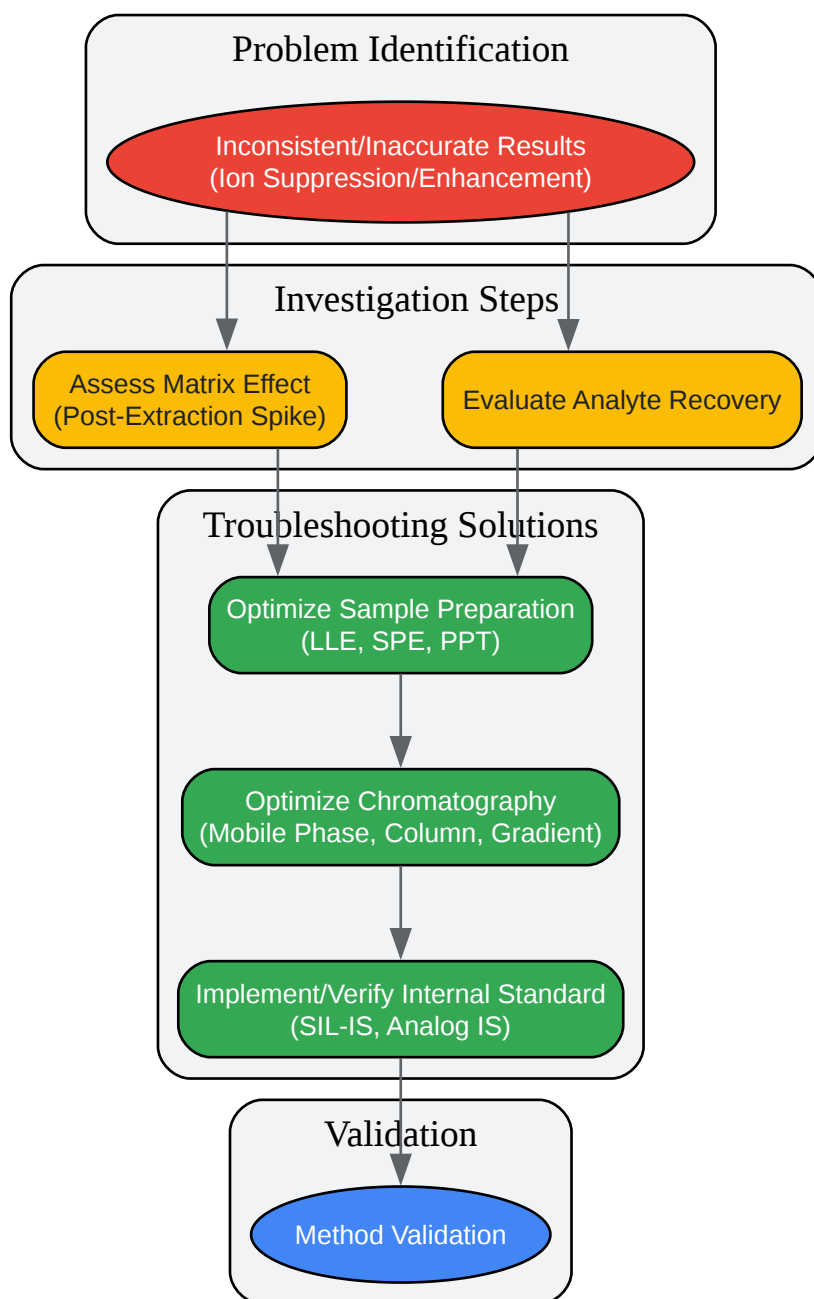 Problem Identification
Inconsistent/Inaccurate Results
(Ion Suppression/Enhancement)
Investigation Steps
Assess Matrix Effect
(Post-Extraction Spike)
Evaluate Analyte Recovery
Troubleshooting Solutions
Optimize Sample Preparation
(LLE, SPE, PPT)
Optimize Chromatography
(Mobile Phase, Column, Gradient)
Implement/Verify Internal Standard
(SIL-IS, Analog IS)
Validation
Method Validation